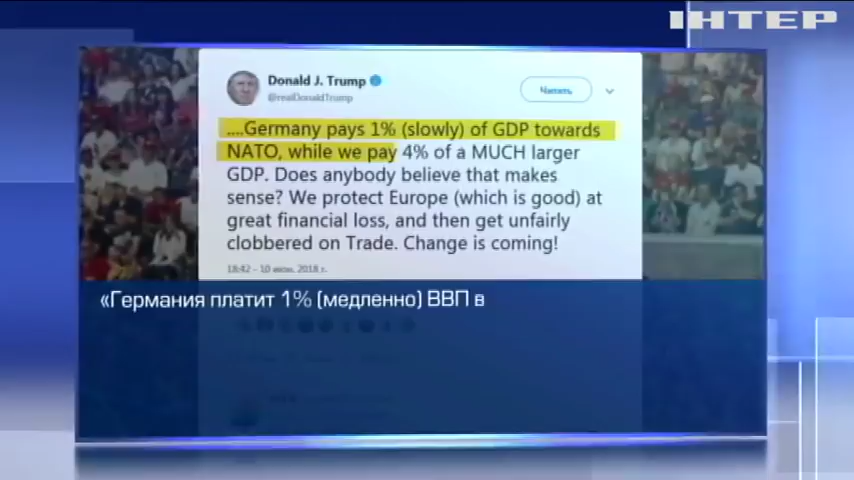 ІНТЕР
Donald J. Trump
@realDonaldTrump
Читать
....Germany pays 1% (slowly) of GDP towards
NATO, while we pay 4% of a MUCH larger
GDP. Does anybody believe that makes
sense? We protect Europe (which is good) at
great financial loss, and then get unfairly
clobbered on Trade. Change is coming!
18:42 - 10 июн. 2018 г.
«Германия платит 1% (медленно) ВВП в